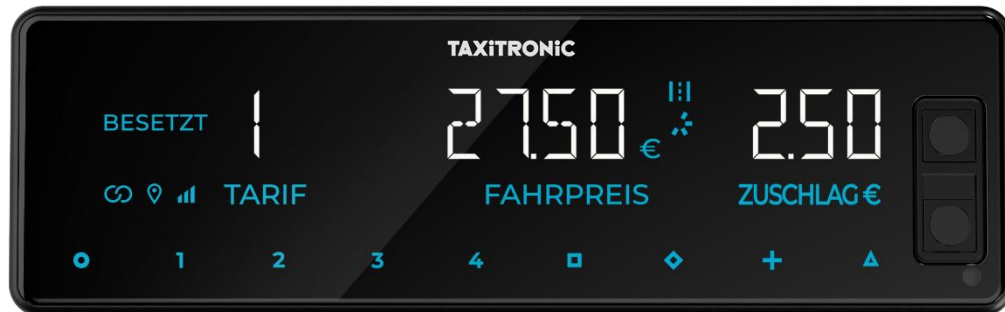 TAXITRONIC
BESETZT 1 27.50 € 2.50
TARIF FAHRPREIS ZUSCHLAG €
1 2 3 4